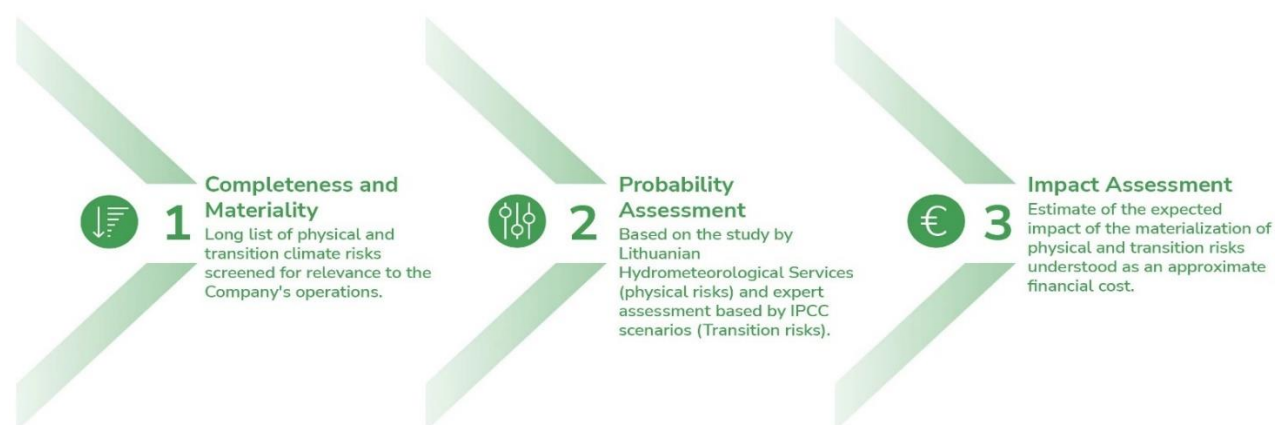 1
Completeness and
Materiality
Long list of physical and
transition climate risks
screened for relevance to the
Company's operations.
2
Probability
Assessment
Based on the study by
Lithuanian
Hydrometeorological Services
(physical risks) and expert
assessment based by IPCC
scenarios (Transition risks).
€
3
Impact Assessment
Estimate of the expected
impact of the materialization of
physical and transition risks
understood as an approximate
financial cost.